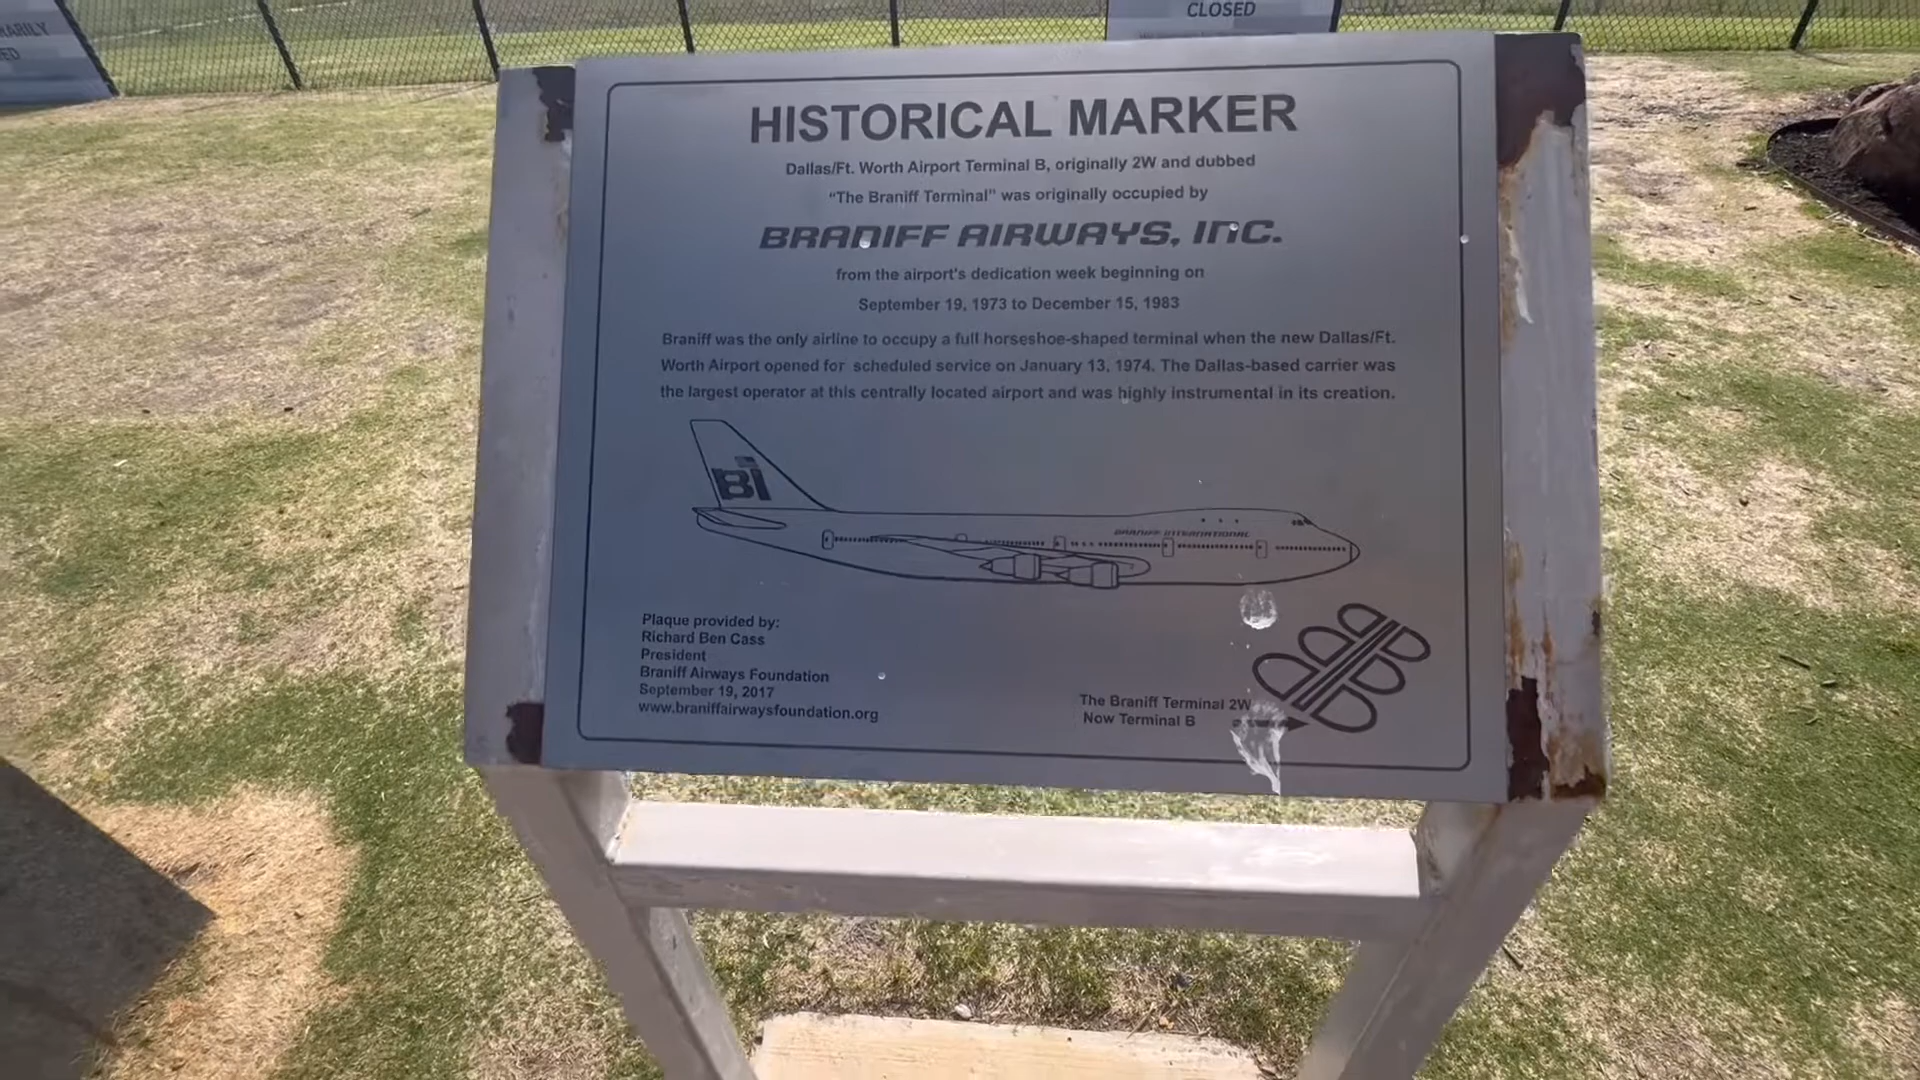 CLOSED
HISTORICAL MARKER
Dallas/Ft. Worth Airport Terminal B, originally 2W and dubbed
“The Braniff Terminal” was originally occupied by
BRANIFF AIRWAYS, INC.
from the airport's dedication week beginning on
September 19, 1973 to December 15, 1983
Braniff was the only airline to occupy a full horseshoe-shaped terminal when the new Dallas/Ft.
Worth Airport opened for scheduled service on January 13, 1974. The Dallas-based carrier was
the largest operator at this centrally located airport and was highly instrumental in its creation.
BI
BRANIFF INTERNATIONAL
Plaque provided by:
Richard Ben Cass
President
Braniff Airways Foundation
September 19, 2017
www.braniffairwaysfoundation.org
The Braniff Terminal 2W
Now Terminal B